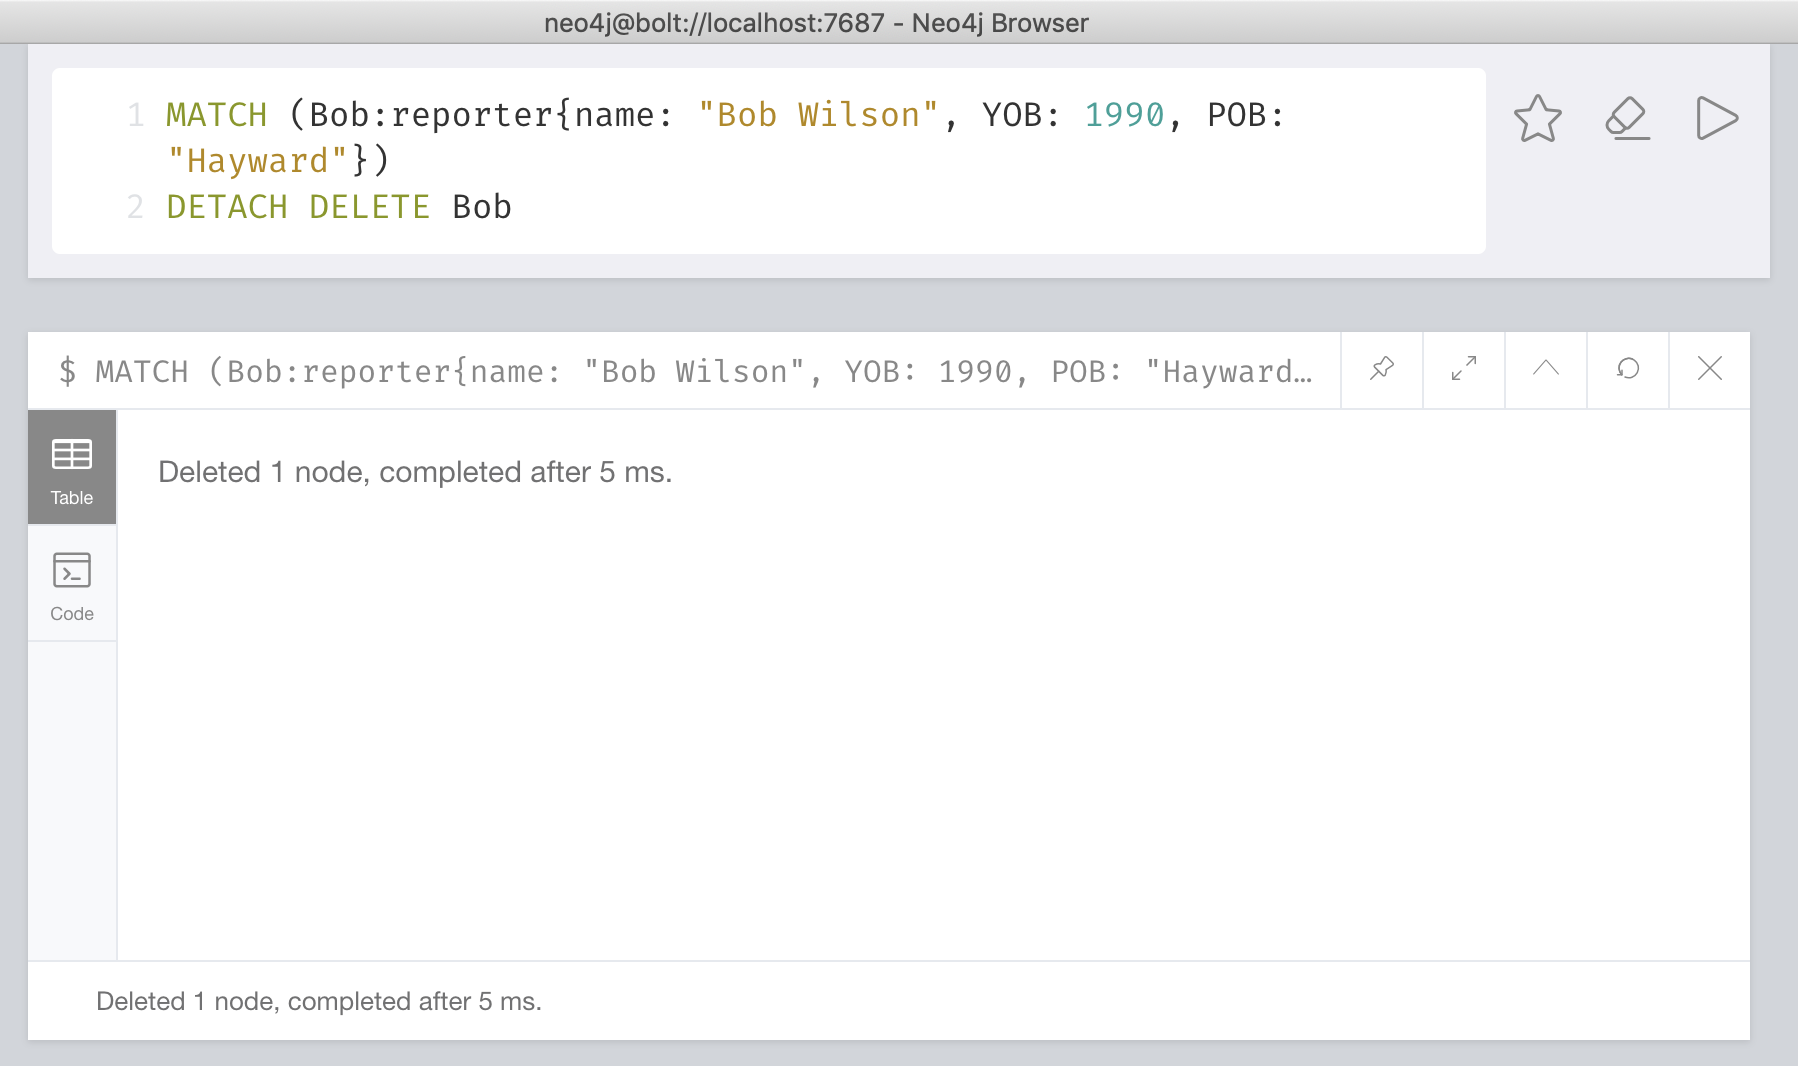 neo4j@bolt://localhost:7687 - Neo4j Browser
1 MATCH (Bob:reporter{name: "Bob Wilson", YOB: 1990, POB:
"Hayward"})
2 DETACH DELETE Bob
$ MATCH (Bob:reporter{name: "Bob Wilson", YOB: 1990, POB: "Hayward…
Table
Deleted 1 node, completed after 5 ms.
Code
Deleted 1 node, completed after 5 ms.